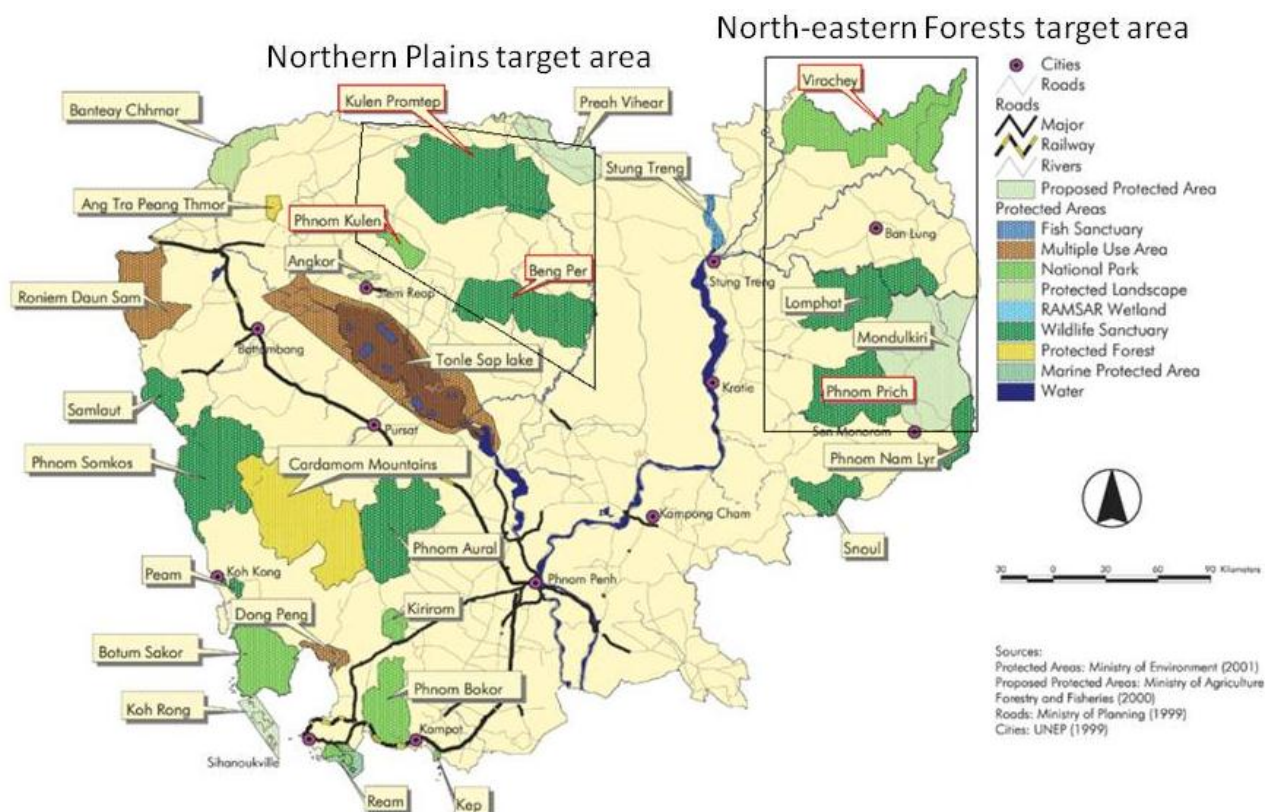 North-eastern Forests target area
Northern Plains target area
Cities
Roads
Roads
Major
Railway
Rivers
Proposed Protected Area
Protected Areas
Fish Sanctuary
Multiple Use Area
National Park
Protected Landscape
RAMSAR Wetland
Wildlife Sanctuary
Protected Forest
Marine Protected Area
Water
Virachey
Kulen Promtep
Preah Vihear
Banteay Chhmar
Stung Treng
Ang Tra Peang Thmor
Phnom Kulen
Ban Lung
Angkor
Beng Per
Siem Reap
Stung Treng
Roniem Daun Sam
Lomphat
Battambang
Mondulkiri
Tonle Sap lake
Kratie
Phnom Prich
Samlaut
Pursat
Sen Monorom
Phnom Nam Lyr
Phnom Somkos
Cardamom Mountains
Kampong Cham
Snoul
Phnom Aural
Peam
Koh Kong
Phnom Penh
Dong Peng
Kirirom
Botum Sakor
Phnom Bokor
Koh Rong
Kampot
Sihanoukville
Ream
Kep
30 0 30 60 90 Kilometers
Sources:
Protected Areas: Ministry of Environment (2001)
Proposed Protected Areas: Ministry of Agriculture
Forestry and Fisheries (2000)
Roads: Ministry of Planning (1999)
Cities: UNEP (1999)